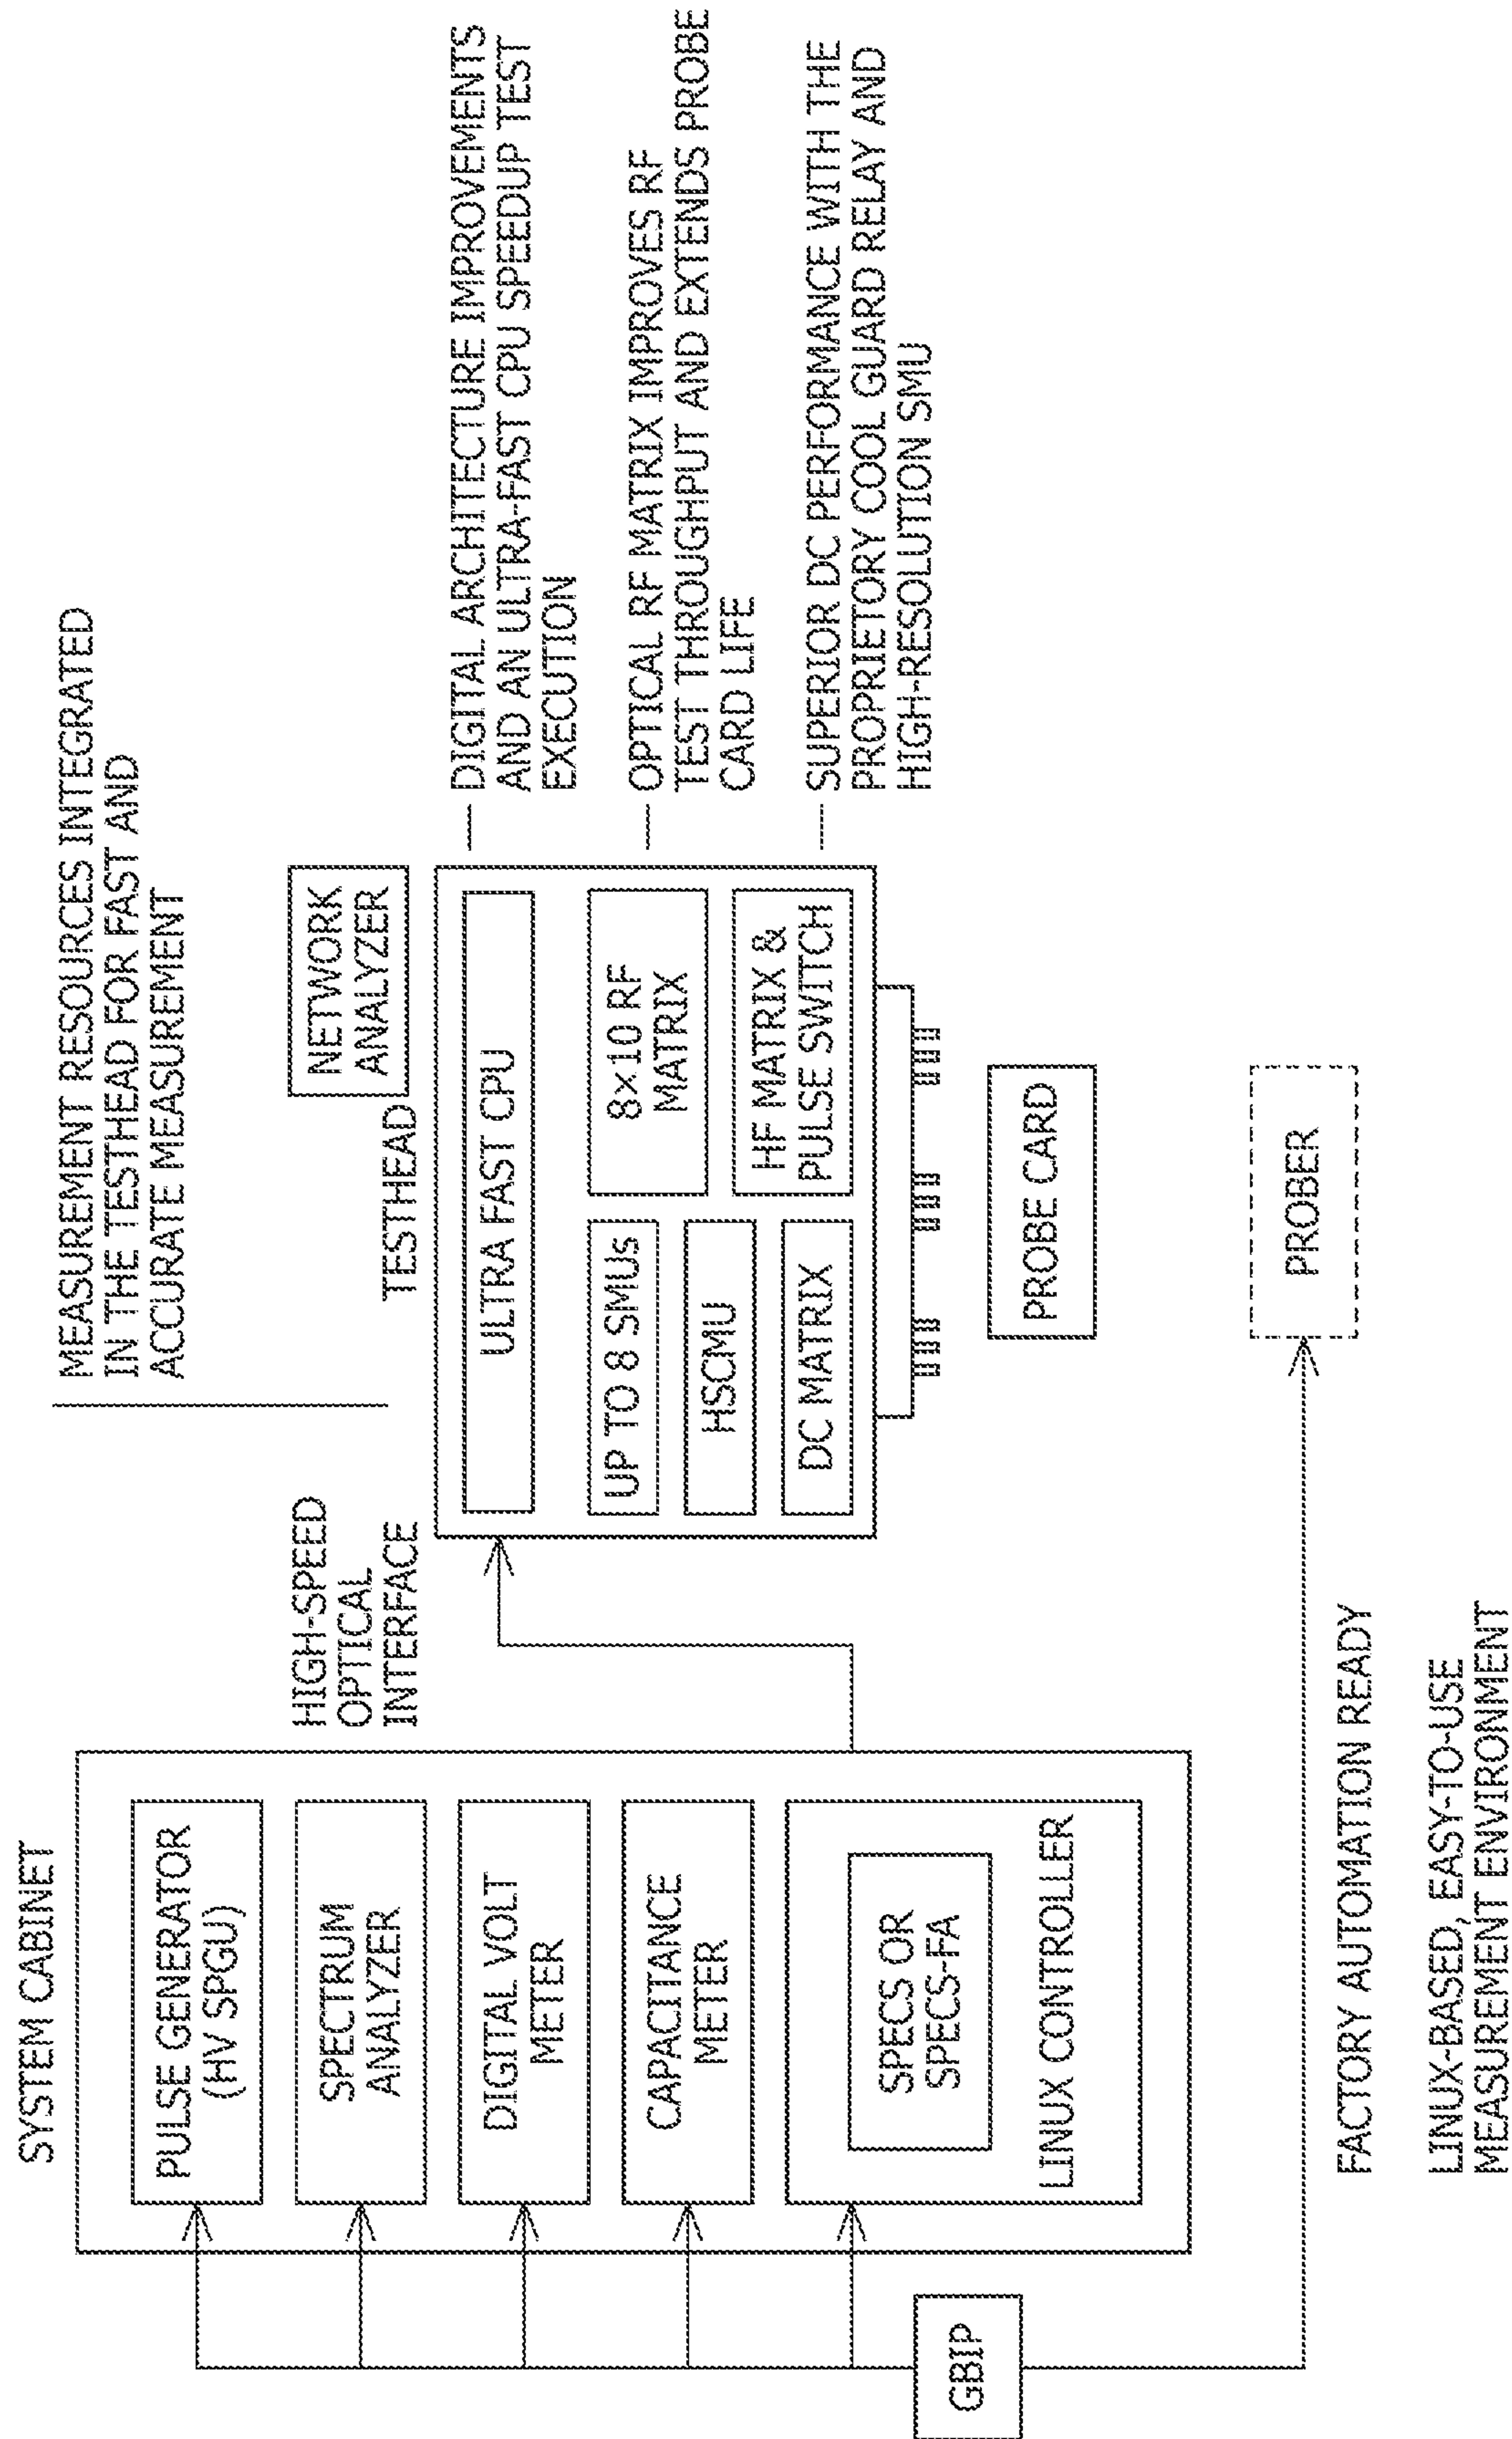 SYSTEM CABINET
PULSE GENERATOR
(HV SPGU)
SPECTRUM
ANALYZER
DIGITAL VOLT
METER
CAPACITANCE
METER
SPECS OR
SPECS-FA
LINUX CONTROLLER
GBIP
HIGH-SPEED
OPTICAL
INTERFACE
MEASUREMENT RESOURCES INTEGRATED
IN THE TESTHEAD FOR FAST AND
ACCURATE MEASUREMENT
TESTHEAD
NETWORK
ANALYZER
ULTRA FAST CPU
UP TO 8 SMUs
HSCMU
DC MATRIX
8×10 RF
MATRIX
HF MATRIX &
PULSE SWITCH
PROBE CARD
PROBER
DIGITAL ARCHITECTURE IMPROVEMENTS
AND AN ULTRA-FAST CPU SPEEDUP TEST
EXECUTION
OPTICAL RF MATRIX IMPROVES RF
TEST THROUGHPUT AND EXTENDS PROBE
CARD LIFE
SUPERIOR DC PERFORMANCE WITH THE
PROPRIETORY COOL GUARD RELAY AND
HIGH-RESOLUTION SMU
FACTORY AUTOMATION READY
LINUX-BASED, EASY-TO-USE
MEASUREMENT ENVIRONMENT